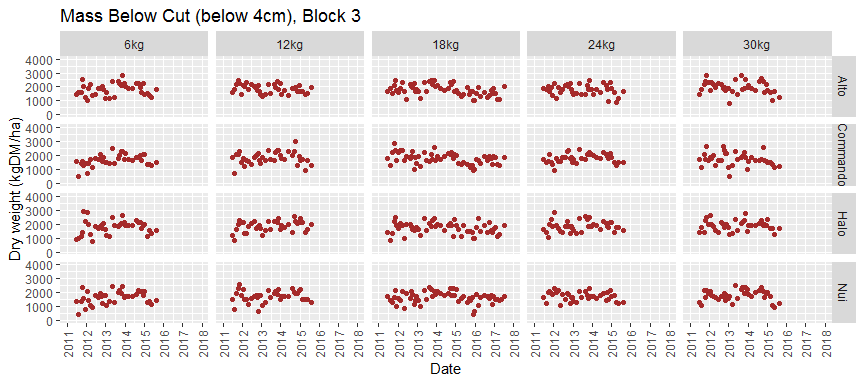 Mass Below Cut (below 4cm), Block 3
6kg 12kg 18kg 24kg 30kg
Dry weight (kgDM/ha)
4000
3000
2000
1000
0
Alto
4000
3000
2000
1000
0
Commando
4000
3000
2000
1000
0
Halo
4000
3000
2000
1000
0
Nui
2011 2012 2013 2014 2015 2016 2017 2018 2011 2012 2013 2014 2015 2016 2017 2018 2011 2012 2013 2014 2015 2016 2017 2018 2011 2012 2013 2014 2015 2016 2017 2018 2011 2012 2013 2014 2015 2016 2017 2018
Date